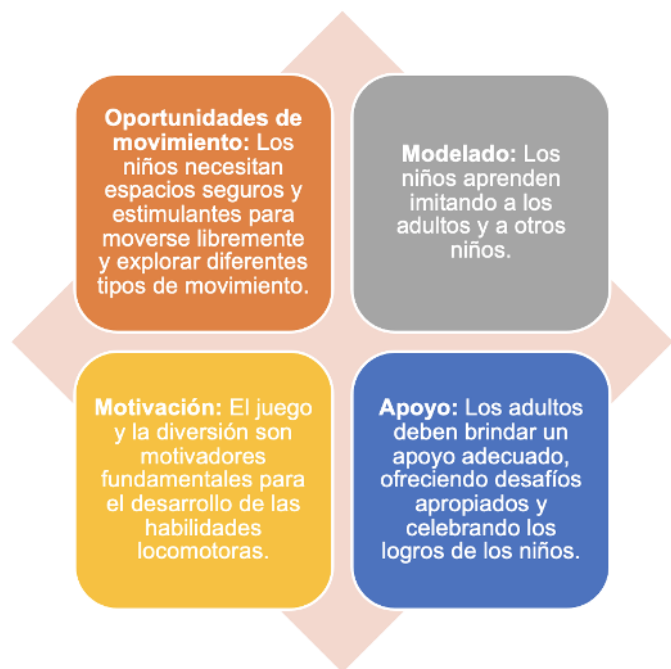 Oportunidades de
movimiento: Los
niños necesitan
espacios seguros y
estimulantes para
moverse libremente
y explorar diferentes
tipos de movimiento.
Modelado: Los
niños aprenden
imitando a los
adultos y a otros
niños.
Motivación: El juego
y la diversión son
motivadores
fundamentales para
el desarrollo de las
habilidades
locomotoras.
Apoyo: Los adultos
deben brindar un
apoyo adecuado,
ofreciendo desafíos
apropiados y
celebrando los
logros de los niños.